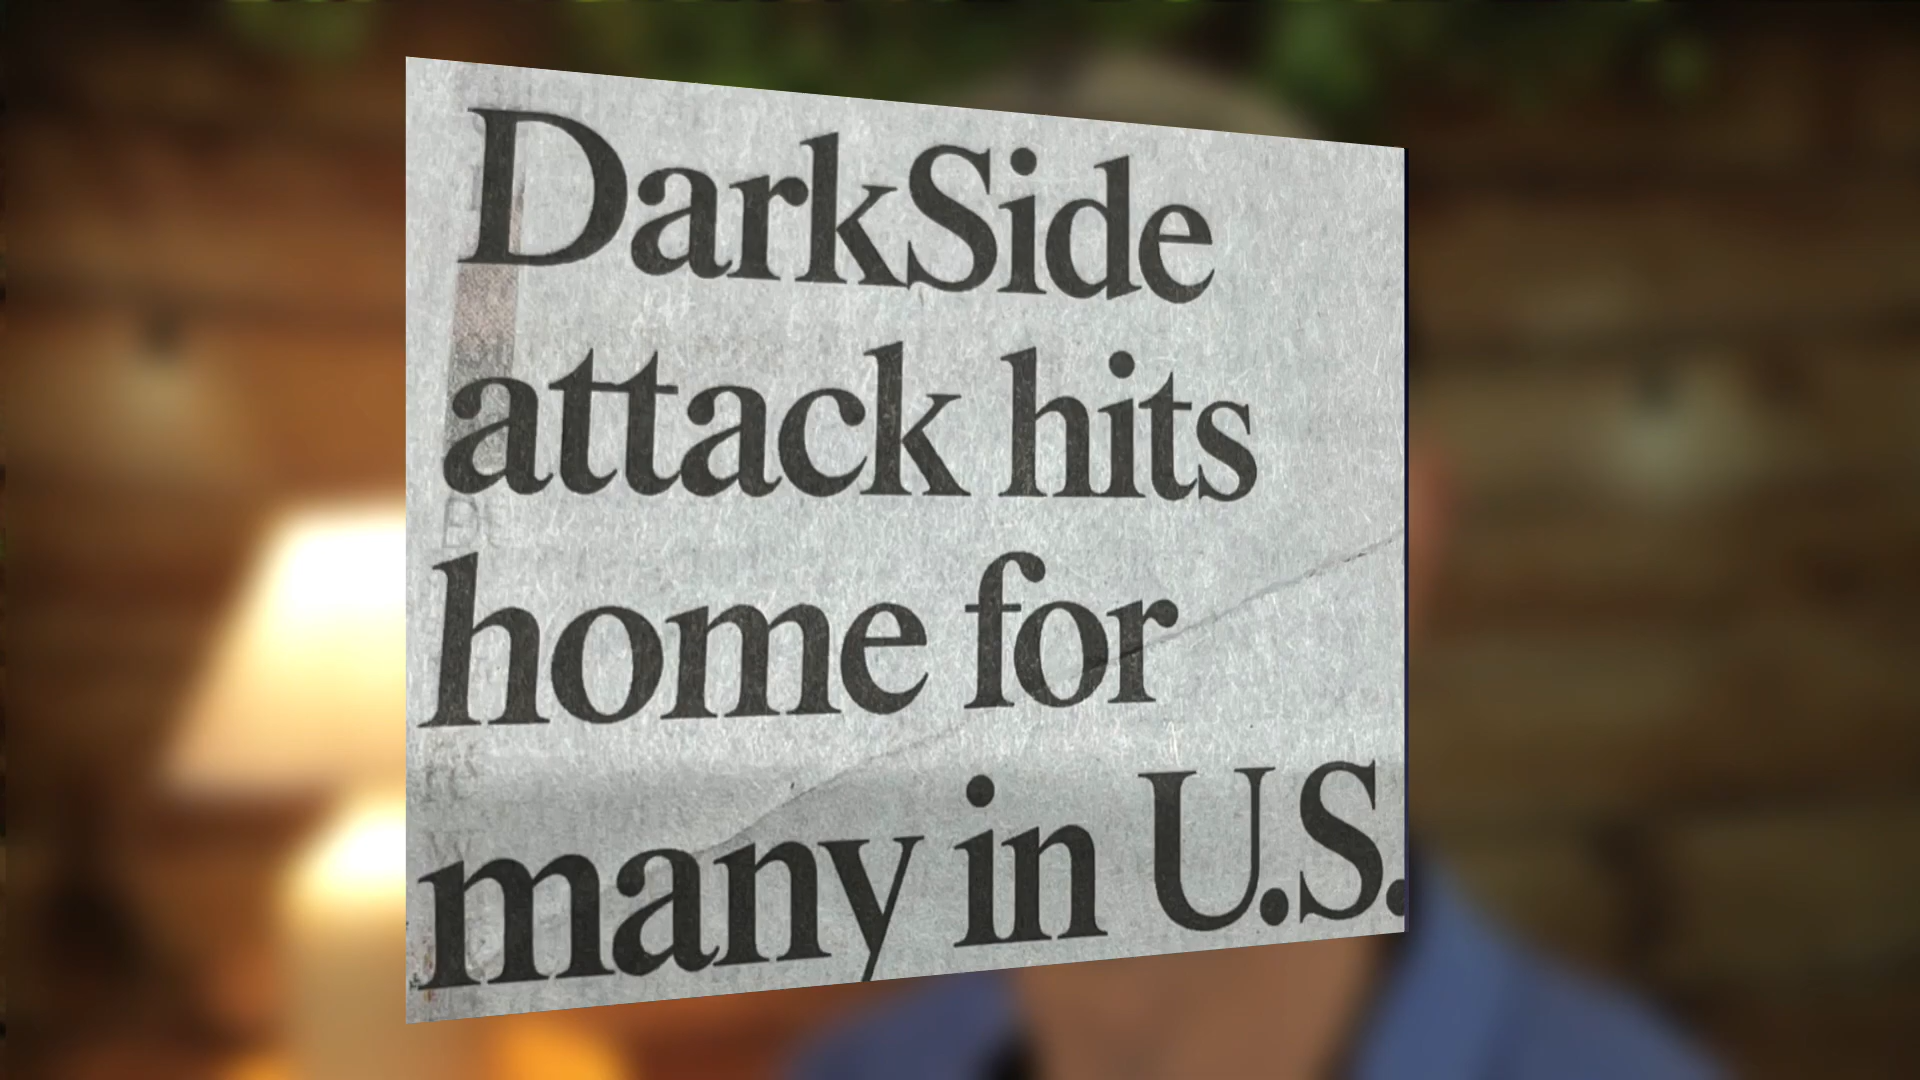 DarkSide
attack hits
home for
many in U.S.